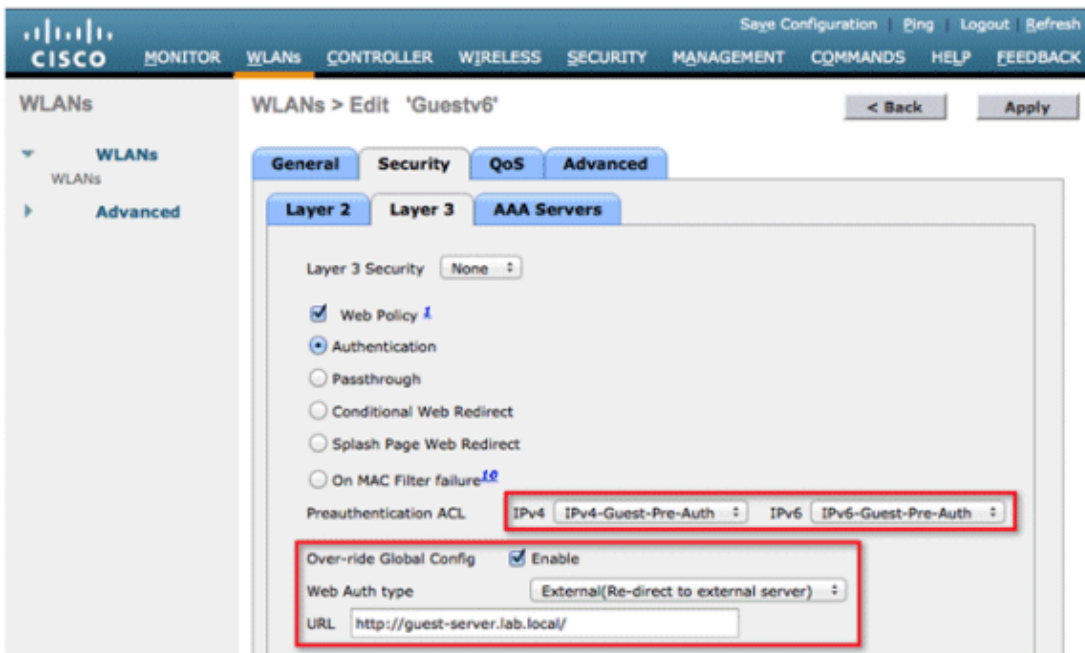 Save Configuration | Ping | Logout | Refresh
CISCO MONITOR WLANs CONTROLLER WIRELESS SECURITY MANAGEMENT COMMANDS HELP FEEDBACK
WLANs
WLANs > Edit 'Guestv6'
< Back Apply
WLANs
WLANs
Advanced
General Security QoS Advanced
Layer 2 Layer 3 AAA Servers
Layer 3 Security None
Web Policy 1
Authentication
Passthrough
Conditional Web Redirect
Splash Page Web Redirect
On MAC Filter failure10
Preauthentication ACL IPv4 IPv4-Guest-Pre-Auth IPv6 IPv6-Guest-Pre-Auth
Over-ride Global Config Enable
Web Auth type External(Re-direct to external server)
URL http://guest-server.lab.local/